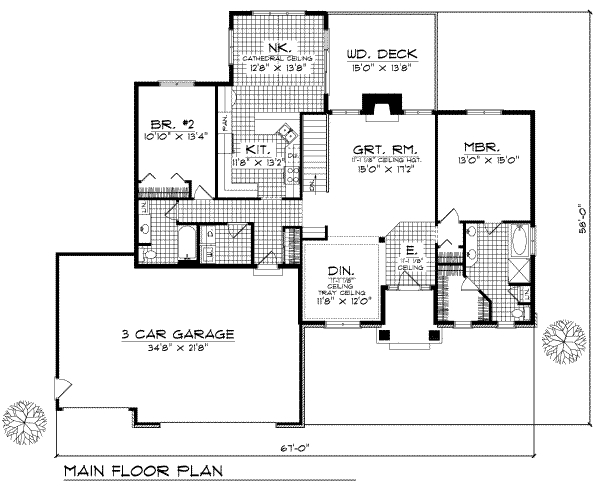 NK.
CATHEDRAL CEILING
12'8" X 13'8"
WD. DECK
15'0" X 13'8"
BR. #2
10'10" X 13'4"
PAN.
KIT.
11'8" X 13'2"
D.W.
DN.
GRT. RM.
11'-1 1/8" CEILING HGT.
15'0" X 17'2"
MBR.
13'0" X 15'0"
LN.
DIN.
11'-1 1/8"
CEILING
TRAY CEILING
11'8" X 12'0"
E.
11'-1 1/8"
CEILING
3 CAR GARAGE
34'8" X 21'8"
58'-0"
67'-0"
MAIN FLOOR PLAN